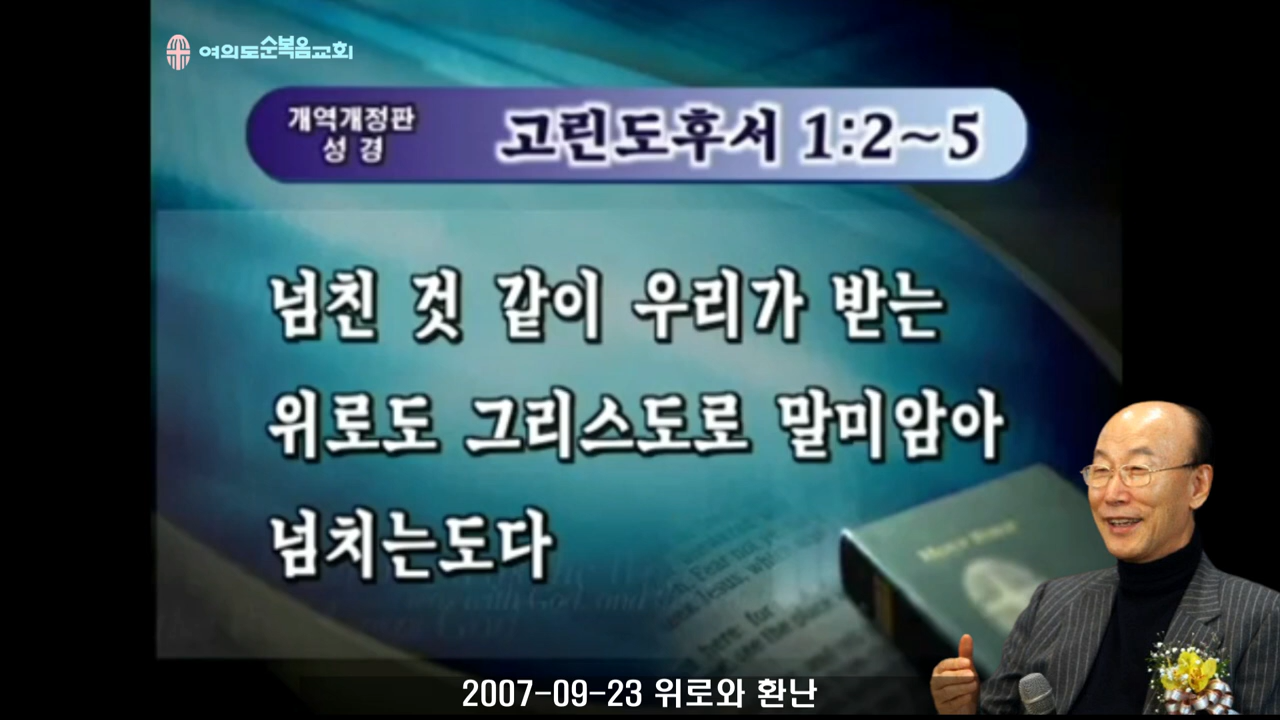 여의도순복음교회
개역개정판
성 경
고린도후서 1:2~5
넘친 것 같이 우리가 받는
위로도 그리스도로 말미암아
넘치는도다
HOLY BIBLE
2007-09-23 위로와 환난